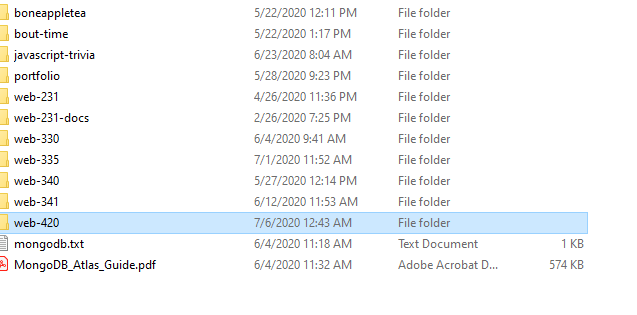 boneappletea 5/22/2020 12:11 PM File folder
bout-time 5/22/2020 1:17 PM File folder
javascript-trivia 6/23/2020 8:04 AM File folder
portfolio 5/28/2020 9:23 PM File folder
web-231 4/26/2020 11:36 PM File folder
web-231-docs 2/26/2020 7:25 PM File folder
web-330 6/4/2020 9:41 AM File folder
web-335 7/1/2020 11:52 AM File folder
web-340 5/27/2020 12:14 PM File folder
web-341 6/12/2020 11:53 AM File folder
web-420 7/6/2020 12:43 AM File folder
mongodb.txt 6/4/2020 11:18 AM Text Document 1 KB
MongoDB_Atlas_Guide.pdf 6/4/2020 11:32 AM Adobe Acrobat D... 574 KB